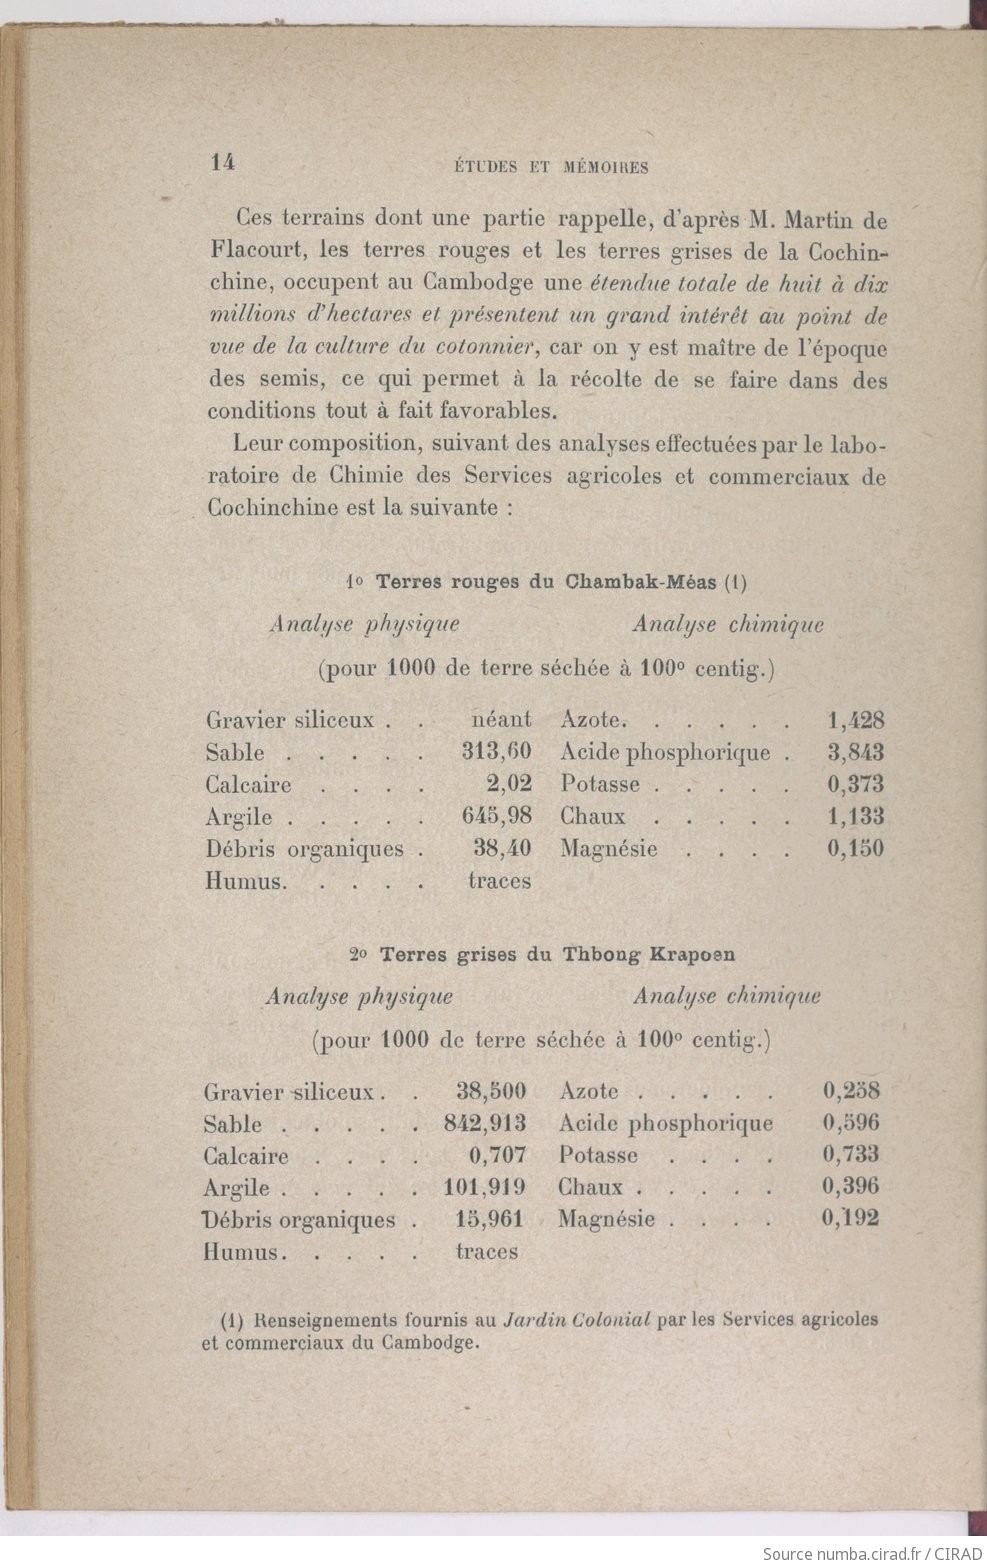 14
ÉTUDES ET MÉMOIRES
Ces terrains dont une partie rappelle, d'après M. Martin de
Flacourt, les terres rouges et les terres grises de la Cochin-
chine, occupent au Cambodge une étendue totale de huit à dix
millions d'hectares et présentent un grand intérêt au point de
vue de la culture du cotonnier, car on y est maître de l'époque
des semis, ce qui permet à la récolte de se faire dans des
conditions tout à fait favorables.
Leur composition, suivant des analyses effectuées par le labo-
ratoire de Chimie des Services agricoles et commerciaux de
Cochinchine est la suivante :
1o Terres rouges du Chambak-Méas (1)
Analyse physique Analyse chimique
(pour 1000 de terre séchée à 100o centig.)
Gravier siliceux . . néant Azote. . . . . . 1,428
Sable . . . . . 313,60 Acide phosphorique . 3,843
Calcaire . . . . 2,02 Potasse . . . . . 0,373
Argile . . . . . 645,98 Chaux . . . . . 1,133
Débris organiques . 38,40 Magnésie . . . . 0,150
Humus. . . . . traces
2o Terres grises du Thbong Krapoen
Analyse physique Analyse chimique
(pour 1000 de terre séchée à 100o centig.)
Gravier siliceux . . 38,500 Azote . . . . . 0,258
Sable . . . . . 842,913 Acide phosphorique 0,596
Calcaire . . . . 0,707 Potasse . . . . 0,733
Argile . . . . . 101,919 Chaux . . . . . 0,396
Débris organiques . 15,961 Magnésie . . . . 0,192
Humus. . . . . traces
(1) Renseignements fournis au Jardin Colonial par les Services agricoles
et commerciaux du Cambodge.
Source numba.cirad.fr / CIRAD